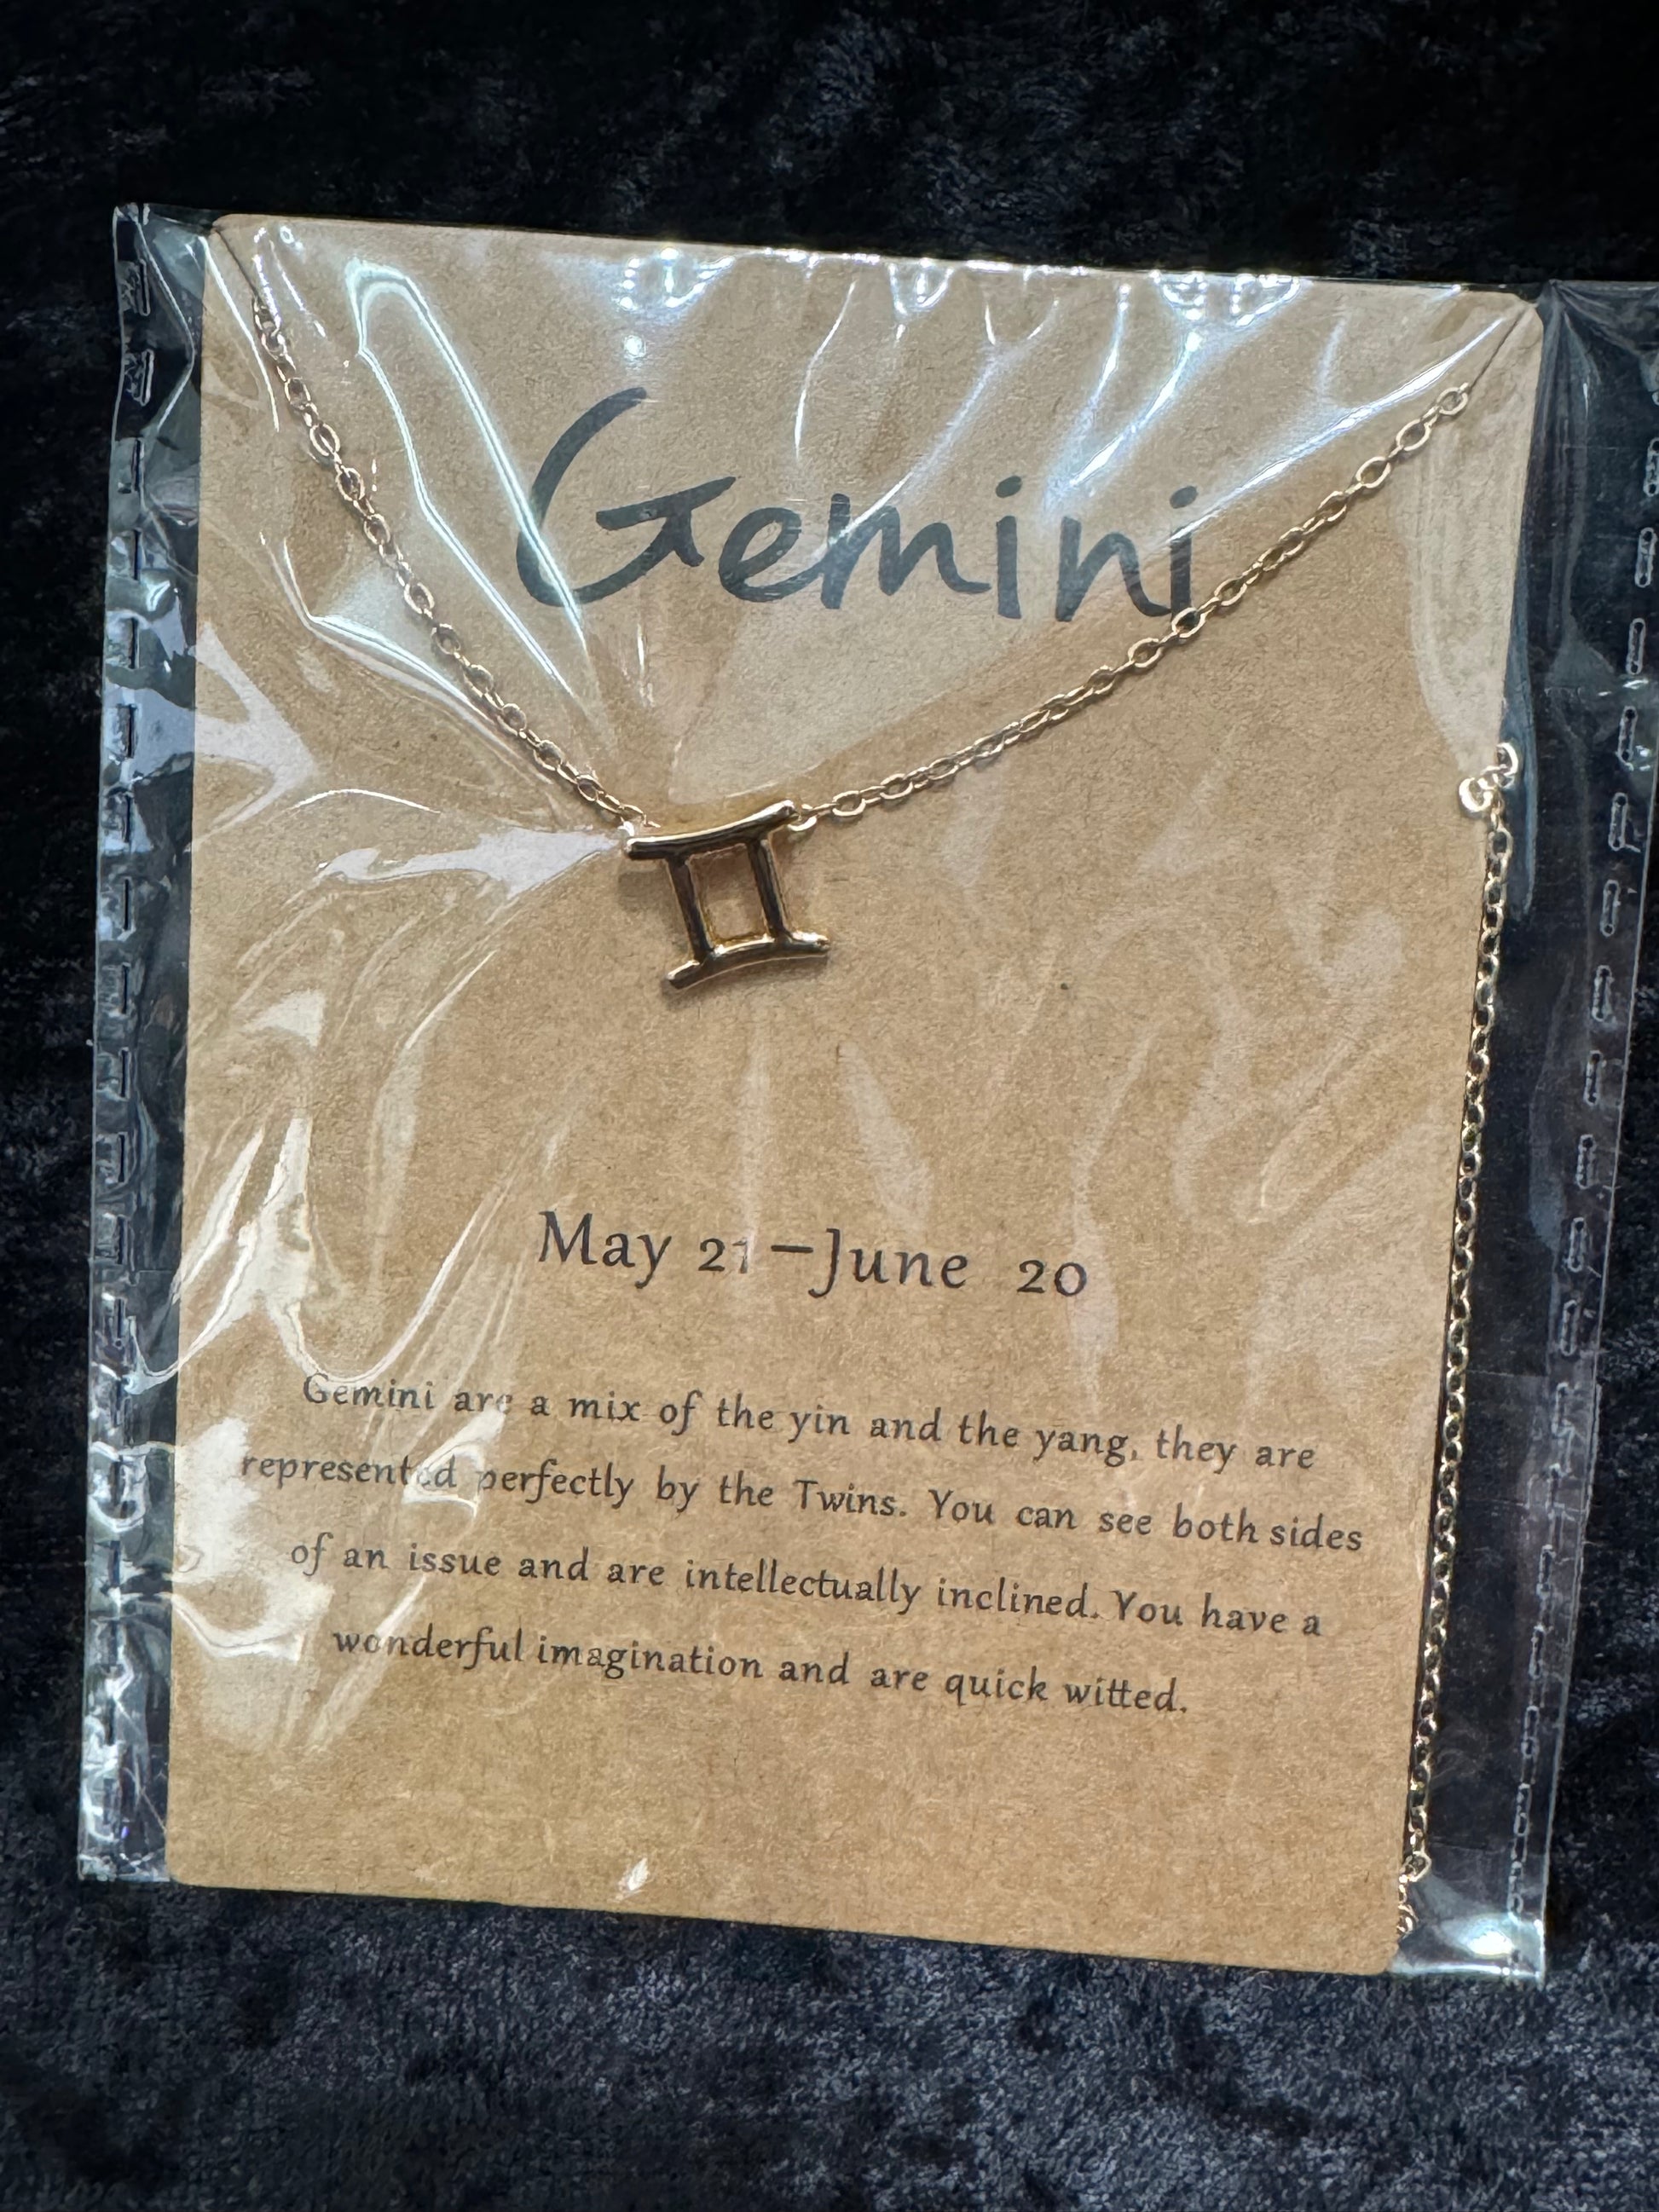 Gemini
May 21-June 20
Gemini are a mix of the yin and the yang, they are
represented perfectly by the Twins. You can see both sides
of an issue and are intellectually inclined. You have a
wonderful imagination and are quick witted.